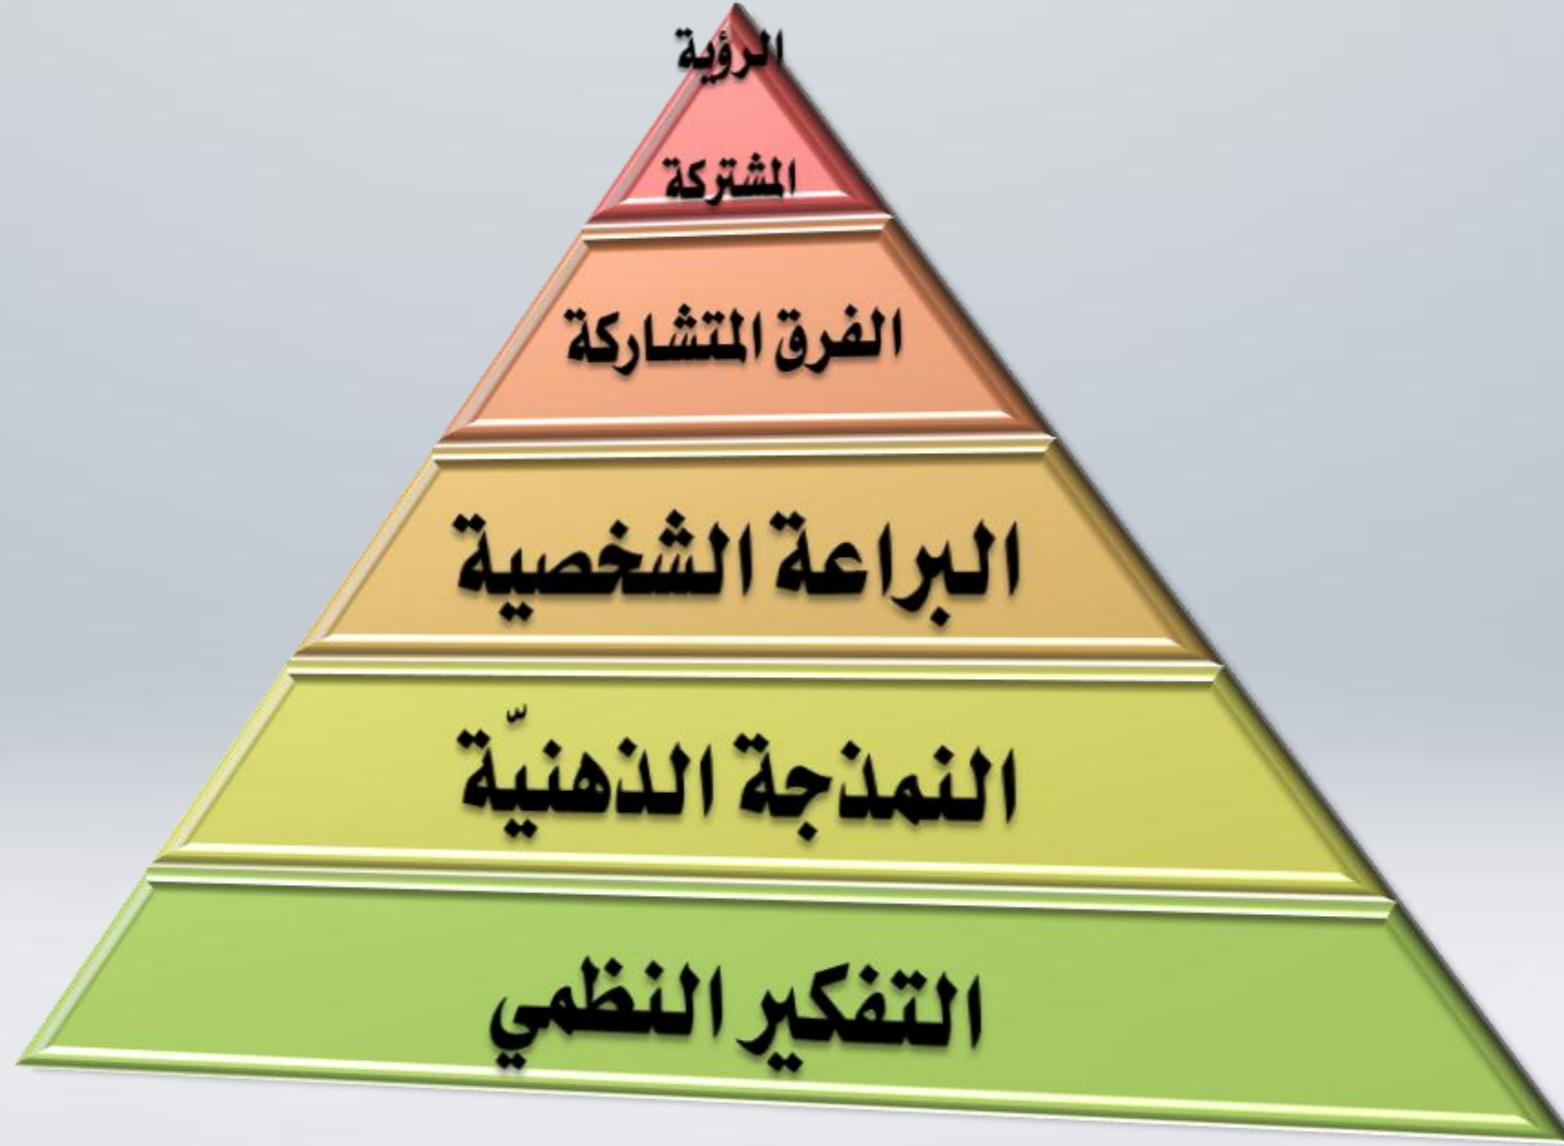 الرؤية
المشتركة
الفرق المتشاركة
البراعة الشخصية
النمذجة الذهنيّة
التفكير النظمي